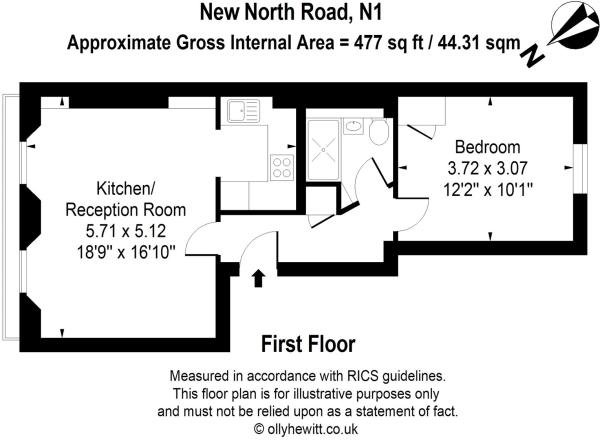 New North Road, N1
Approximate Gross Internal Area = 477 sq ft / 44.31 sqm
N
Bedroom
3.72 x 3.07
12'2" x 10'1"
Kitchen/
Reception Room
5.71 x 5.12
18'9" x 16'10"
First Floor
Measured in accordance with RICS guidelines.
This floor plan is for illustrative purposes only
and must not be relied upon as a statement of fact.
© ollyhewitt.co.uk